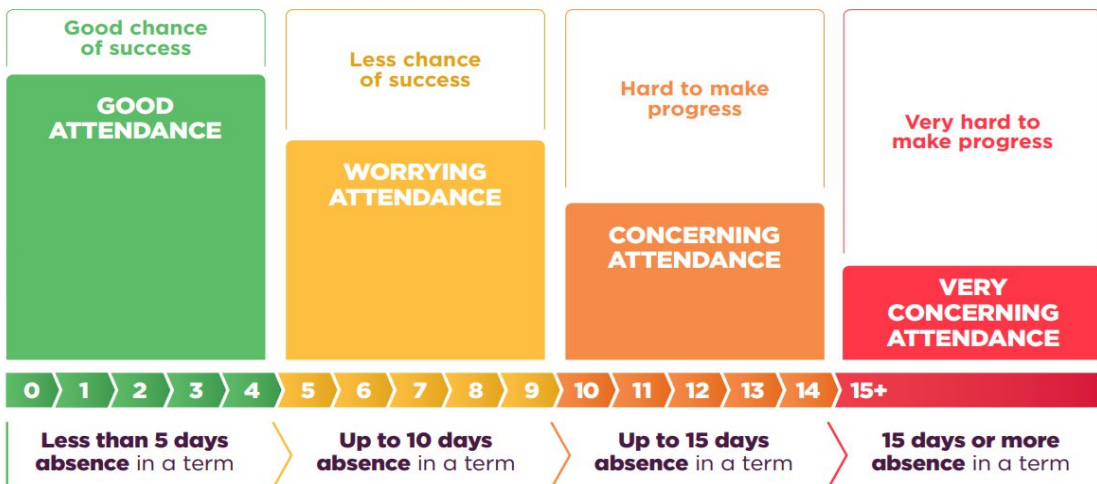 Good chance
of success
GOOD
ATTENDANCE
Less chance
of success
WORRYING
ATTENDANCE
Hard to make
progress
CONCERNING
ATTENDANCE
Very hard to
make progress
VERY
CONCERNING
ATTENDANCE
0 1 2 3 4 5 6 7 8 9 10 11 12 13 14 15+
Less than 5 days
absence in a term
Up to 10 days
absence in a term
Up to 15 days
absence in a term
15 days or more
absence in a term